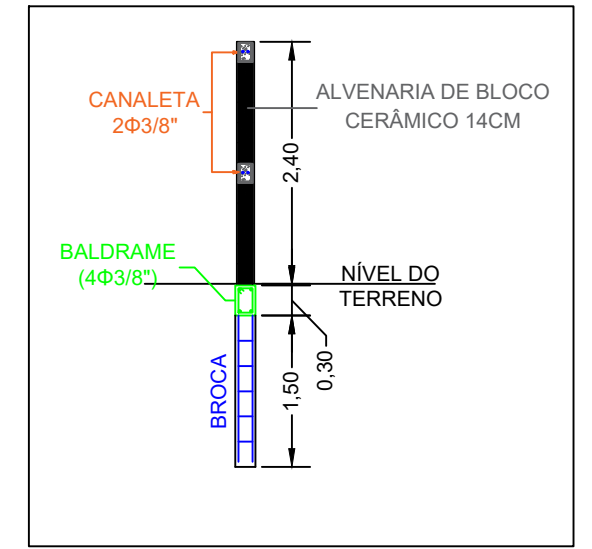 CANALETA
2Φ3/8"
ALVENARIA DE BLOCO
CERÂMICO 14CM
2,40
BALDRAME
(4Φ3/8")
NÍVEL DO
TERRENO
0,30
BROCA
1,50